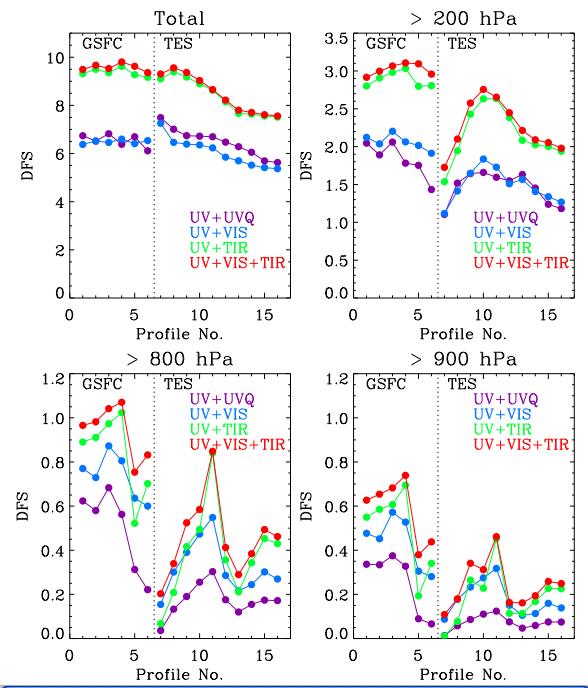 Total
GSFC TES
DFS
10
8
6
4
2
0
UV+UVQ
UV+VIS
UV+TIR
UV+VIS+TIR
0 5 10 15
Profile No.
> 200 hPa
GSFC TES
DFS
3.5
3.0
2.5
2.0
1.5
1.0
0.5
0.0
UV+UVQ
UV+VIS
UV+TIR
UV+VIS+TIR
0 5 10 15
Profile No.
> 800 hPa
GSFC TES
DFS
1.2
1.0
0.8
0.6
0.4
0.2
0.0
UV+UVQ
UV+VIS
UV+TIR
UV+VIS+TIR
0 5 10 15
Profile No.
> 900 hPa
GSFC TES
DFS
1.2
1.0
0.8
0.6
0.4
0.2
0.0
UV+UVQ
UV+VIS
UV+TIR
UV+VIS+TIR
0 5 10 15
Profile No.